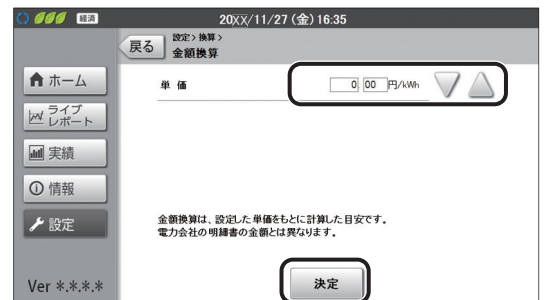 経済
20XX/11/27 (金) 16:35
戻る
設定> 換算>
金額換算
ホーム
ライブ
レポート
実績
情報
設定
Ver *.*.*.*
単 価
0. 00 円/kWh
金額換算は、設定した単価をもとに計算した目安です。
電力会社の明細書の金額とは異なります。
決定